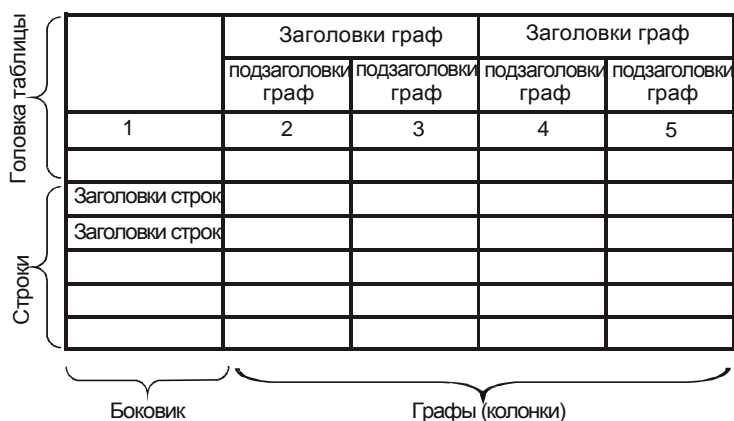 Головка таблицы
Заголовки граф Заголовки граф
подзаголовки граф подзаголовки граф подзаголовки граф подзаголовки граф
1 2 3 4 5
Строки
Заголовки строк
Заголовки строк
Боковик Графы (колонки)